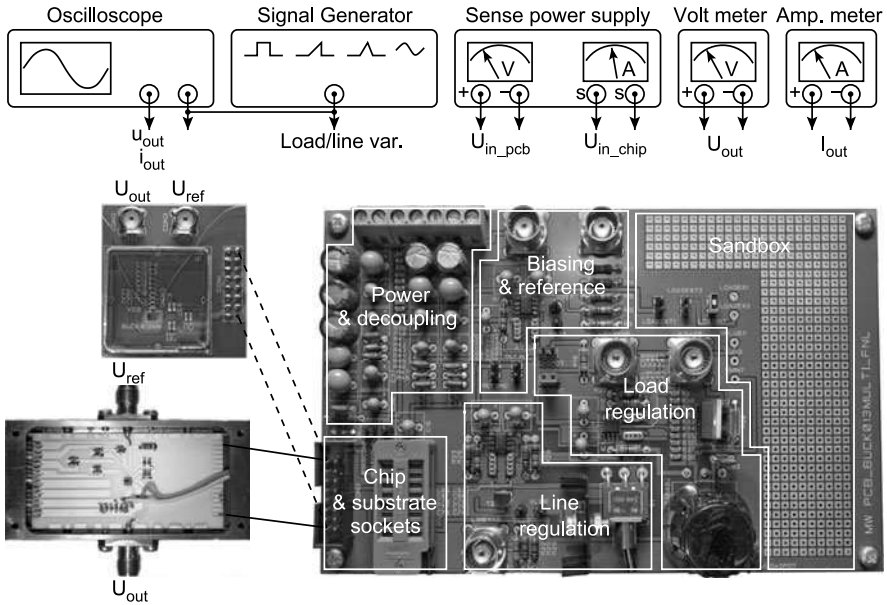 Oscilloscope
Signal Generator
Sense power supply
Volt meter
Amp. meter
V
A
V
A
+ −
s s
+ −
+ −
u_out
i_out
Load/line var.
U_in_pcb
U_in_chip
U_out
I_out
U_out
U_ref
Power
& decoupling
Biasing
& reference
Sandbox
U_ref
Load
regulation
Chip
& substrate
sockets
Line
regulation
U_out
MW PCB_BUCK013MULTI_FNL